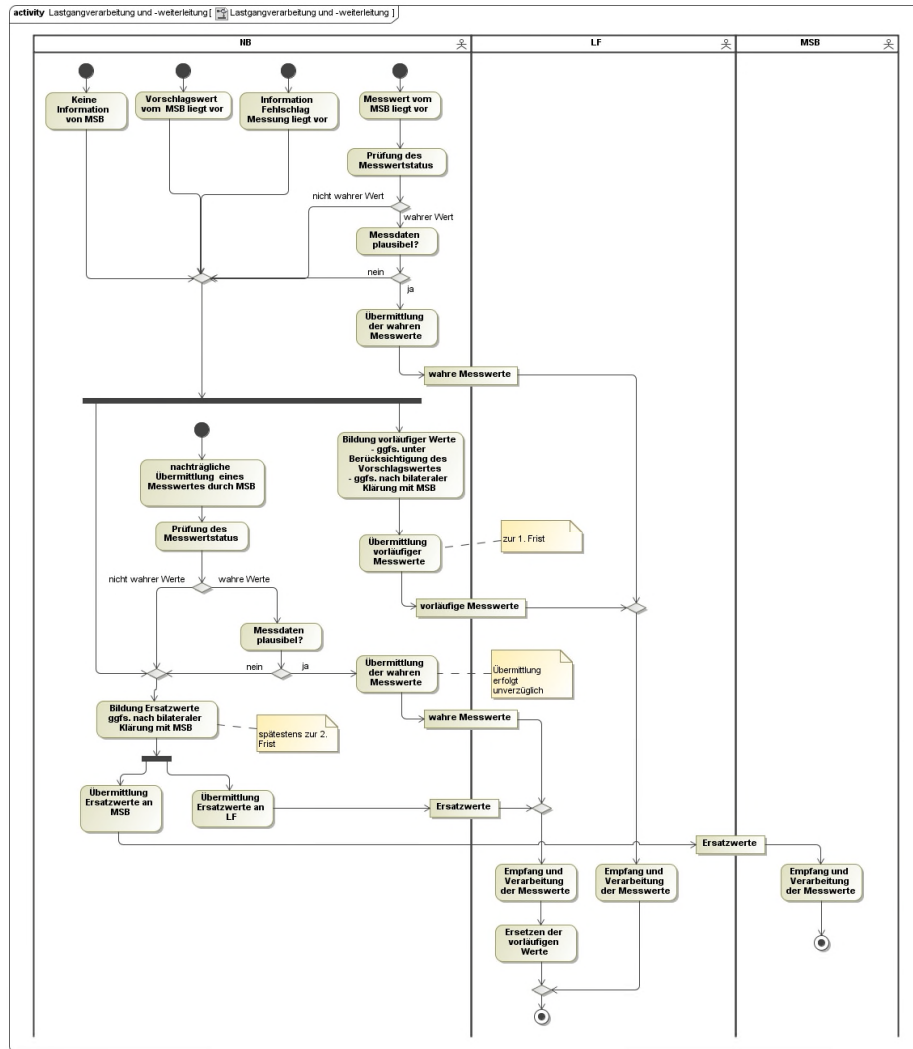 activity Lastgangverarbeitung und -weiterleitung [ Lastgangverarbeitung und -weiterleitung ]
NB
LF
MSB
Keine
Information
von MSB
Vorschlagswert
vom MSB liegt vor
Information
Fehlschlag
Messung liegt vor
Messwert vom
MSB liegt vor
Prüfung des
Messwertstatus
nicht wahrer Wert
wahrer Wert
Messdaten
plausibel?
nein
ja
Übermittlung
der wahren
Messwerte
wahre Messwerte
nachträgliche
Übermittlung eines
Messwertes durch MSB
Bildung vorläufiger Werte
- ggfs. unter
Berücksichtigung des
Vorschlagswertes
- ggfs. nach bilateraler
Klärung mit MSB
Prüfung des
Messwertstatus
Übermittlung
vorläufiger
Messwerte
zur 1. Frist
nicht wahrer Werte
wahre Werte
vorläufige Messwerte
Messdaten
plausibel?
nein
ja
Übermittlung
der wahren
Messwerte
Übermittlung
erfolgt
unverzüglich
Bildung Ersatzwerte
ggfs. nach bilateraler
Klärung mit MSB
spätestens zur 2.
Frist
wahre Messwerte
Übermittlung
Ersatzwerte an
MSB
Übermittlung
Ersatzwerte an
LF
Ersatzwerte
Ersatzwerte
Empfang und
Verarbeitung
der Messwerte
Empfang und
Verarbeitung
der Messwerte
Empfang und
Verarbeitung
der Messwerte
Ersetzen der
vorläufigen
Werte